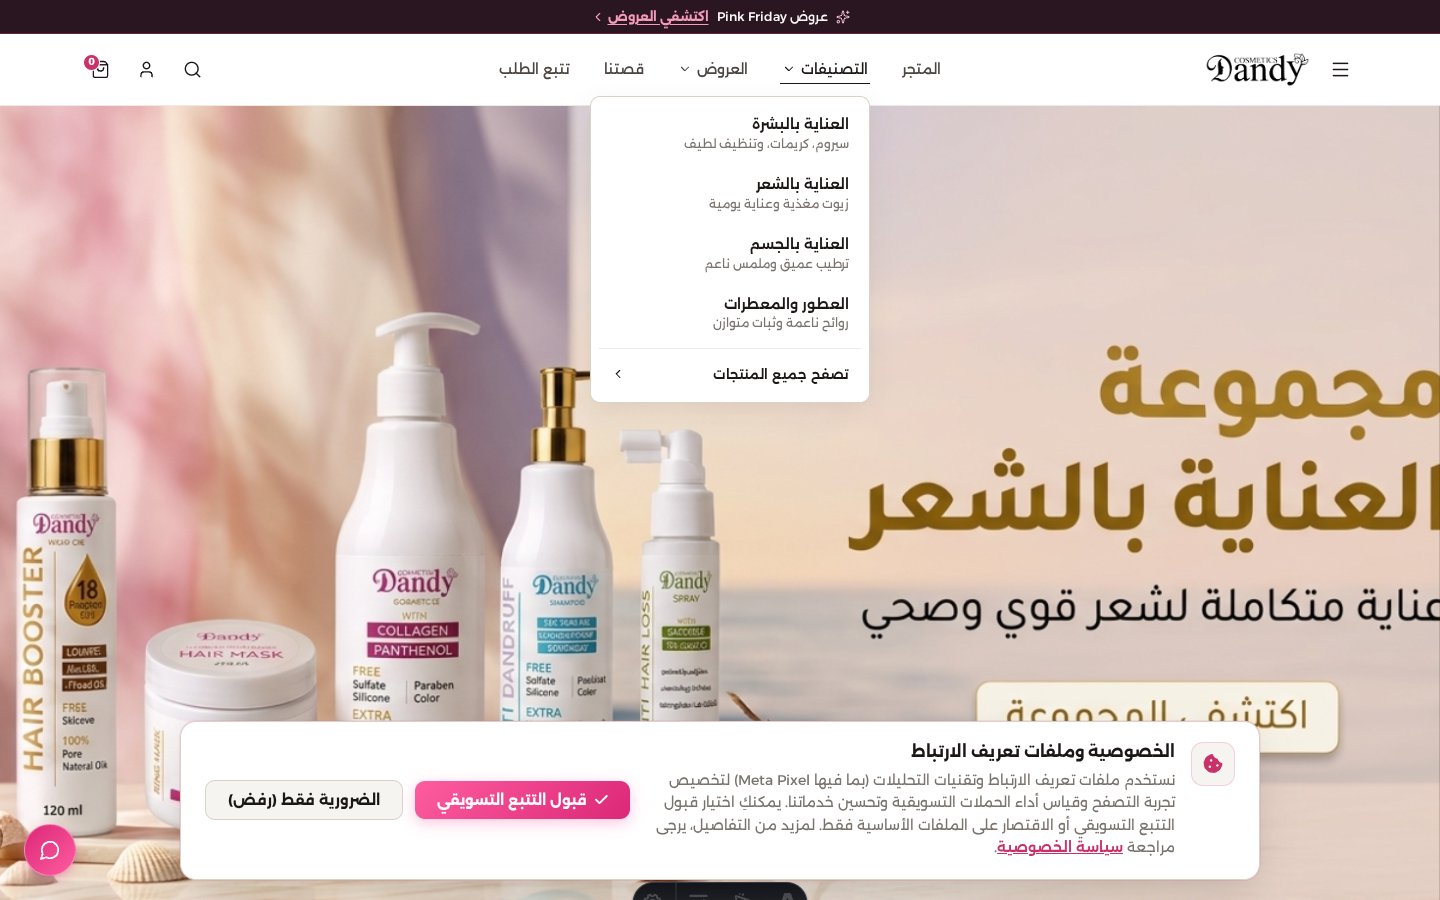 عروض Pink Friday اكتشفي العروض
COSMETICS
Dandy
المتجر
التصنيفات
العروض
قصتنا
تتبع الطلب
0
العناية بالبشرة
سيروم، كريمات، وتنظيف لطيف
العناية بالشعر
زيوت مغذية وعناية يومية
العناية بالجسم
ترطيب عميق وملمس ناعم
العطور والمعطرات
روائح ناعمة وثبات متوازن
تصفح جميع المنتجات
مجموعة
العناية بالشعر
عناية متكاملة لشعر قوي وصحي
اكتشفي المجموعة
Dandy
HAIR BOOSTER
18
FREE
100%
Pore
120 ml
Dandy
HAIR MASK
Dandy
WITH
COLLAGEN
PANTHENOL
FREE
Sulfate
Silicone
Paraben
Color
EXTRA
Dandy
DANDRUFF
FREE
Sulfate
Silicene
EXTRA
Dandy
SPRAY
HAIR LOSS
الخصوصية وملفات تعريف الارتباط
نستخدم ملفات تعريف الارتباط وتقنيات التحليلات (بما فيها Meta Pixel) لتخصيص
تجربة التصفح وقياس أداء الحملات التسويقية وتحسين خدماتنا. يمكنك اختيار قبول
التتبع التسويقي أو الاقتصار على الملفات الأساسية فقط. لمزيد من التفاصيل، يرجى
مراجعة سياسة الخصوصية.
قبول التتبع التسويقي
الضرورية فقط (رفض)